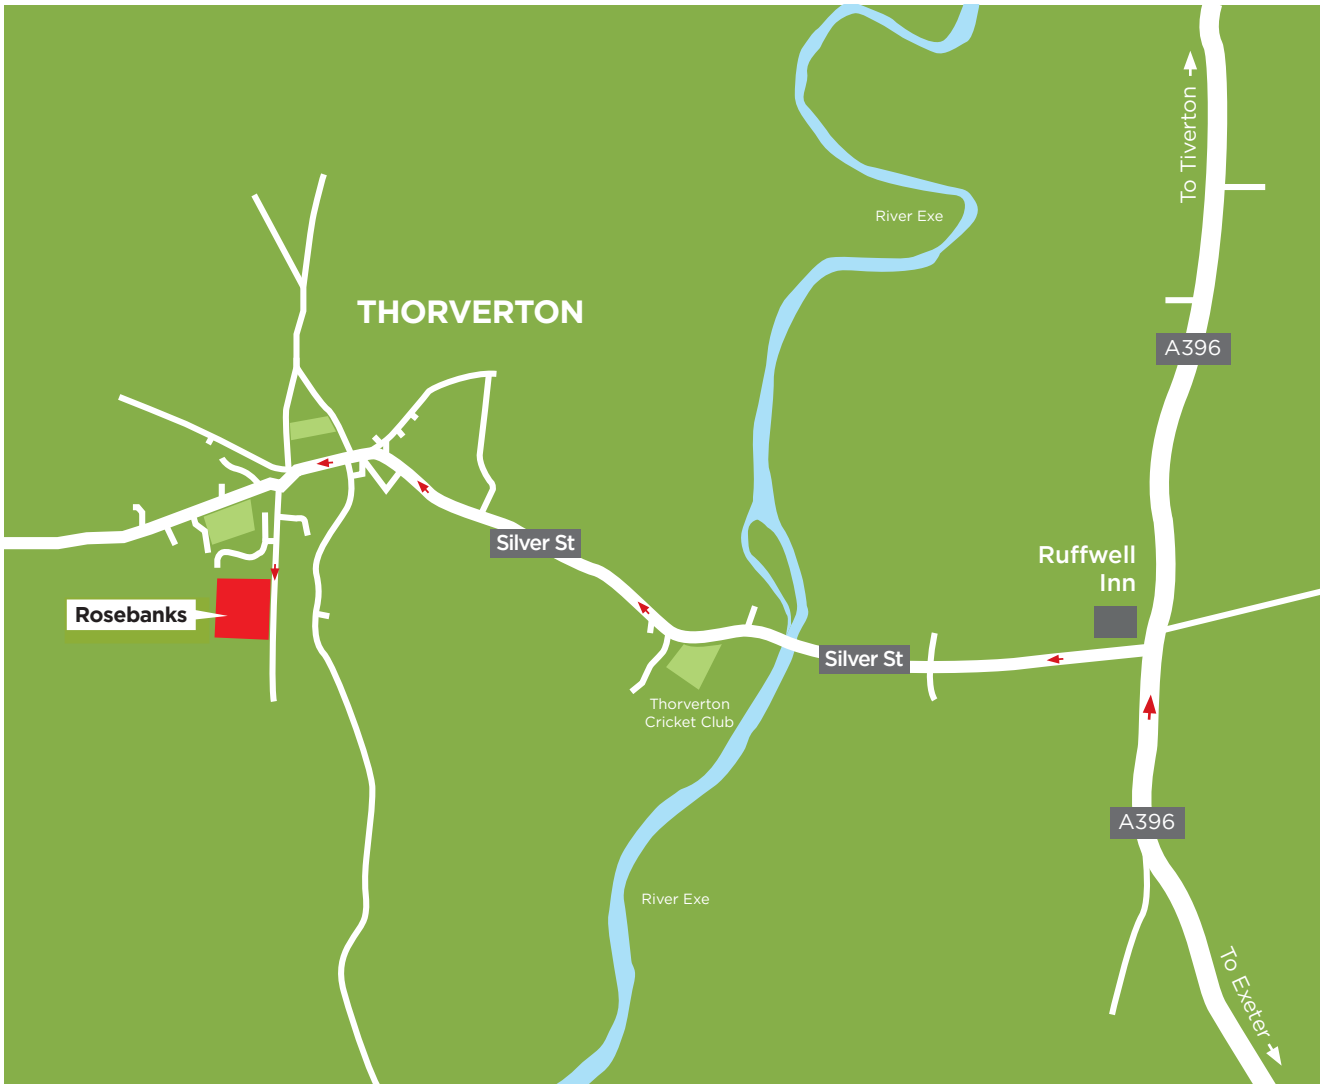 To Tiverton
River Exe
THORVERTON
A396
Silver St
Ruffwell
Inn
Rosebanks
Silver St
Thorverton
Cricket Club
A396
River Exe
To Exeter